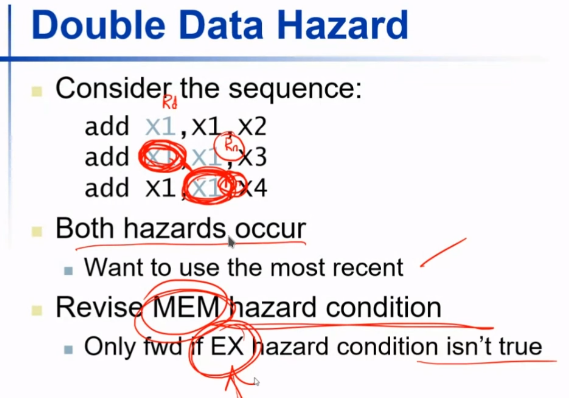 Double Data Hazard
Consider the sequence:
Rd
add X1,X1,X2
Rn
add X1,X1,X3
add X1,X1,X4
Both hazards occur
Want to use the most recent
Revise MEM hazard condition
Only fwd if EX hazard condition isn't true